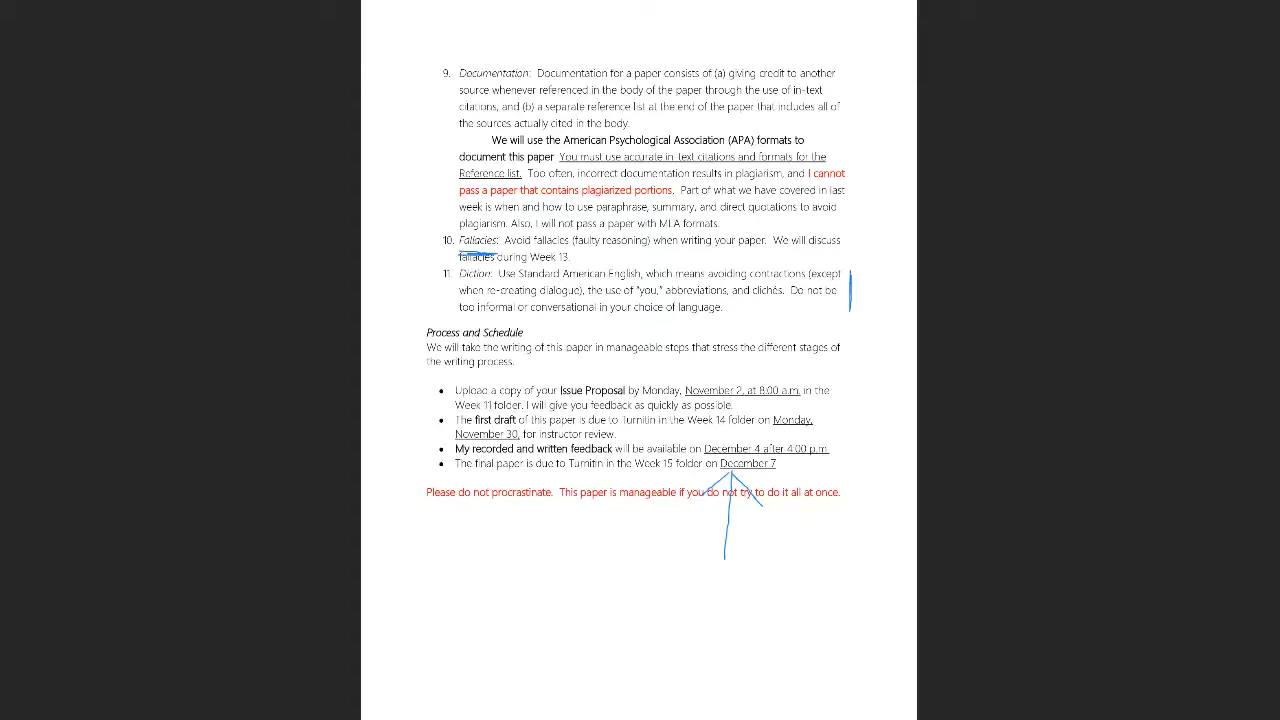 9. Documentation: Documentation for a paper consists of (a) giving credit to another
source whenever referenced in the body of the paper through the use of in-text
citations, and (b) a separate reference list at the end of the paper that includes all of
the sources actually cited in the body.
We will use the American Psychological Association (APA) formats to
document this paper You must use accurate in text citations and formats for the
Reference list. Too often, incorrect documentation results in plagiarism, and I cannot
pass a paper that contains plagiarized portions. Part of what we have covered in last
week is when and how to use paraphrase, summary, and direct quotations to avoid
plagiarism. Also, I will not pass a paper with MLA formats.
10. Fallacies: Avoid fallacies (faulty reasoning) when writing your paper. We will discuss
fallacies during Week 13.
11. Diction: Use Standard American English, which means avoiding contractions (except
when re-creating dialogue), the use of “you,” abbreviations, and clichés. Do not be
too informal or conversational in your choice of language.
Process and Schedule
We will take the writing of this paper in manageable steps that stress the different stages of
the writing process.
• Upload a copy of your Issue Proposal by Monday, November 2, at 8:00 a.m. in the
Week 11 folder. I will give you feedback as quickly as possible.
• The first draft of this paper is due to Turnitin in the Week 14 folder on Monday,
November 30, for instructor review.
• My recorded and written feedback will be available on December 4 after 4:00 p.m.
• The final paper is due to Turnitin in the Week 15 folder on December 7
Please do not procrastinate. This paper is manageable if you do not try to do it all at once.